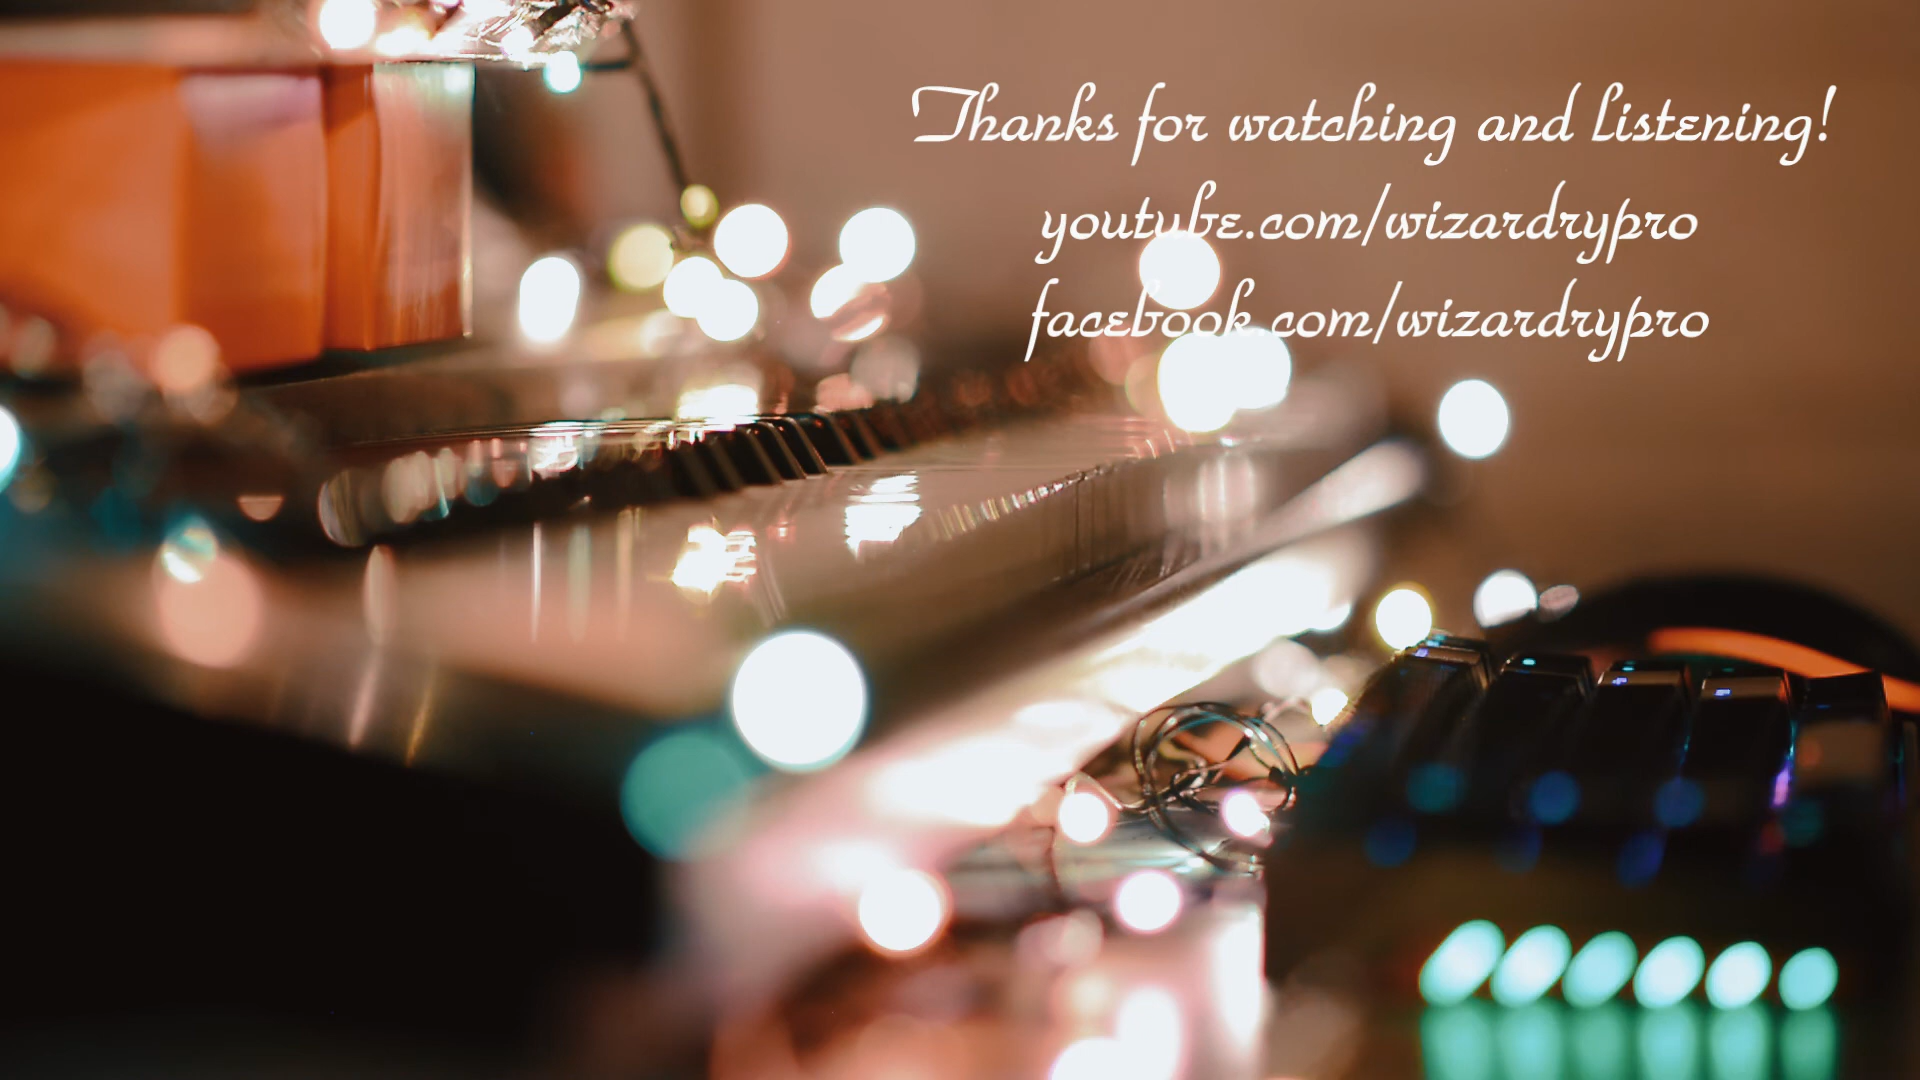 Thanks for watching and listening!
youtube.com/wizardrypro
facebook.com/wizardrypro